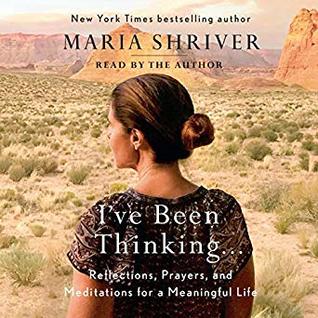 New York Times bestselling author
MARIA SHRIVER
READ BY THE AUTHOR
I've Been
Thinking...
Reflections, Prayers, and
Meditations for a Meaningful Life